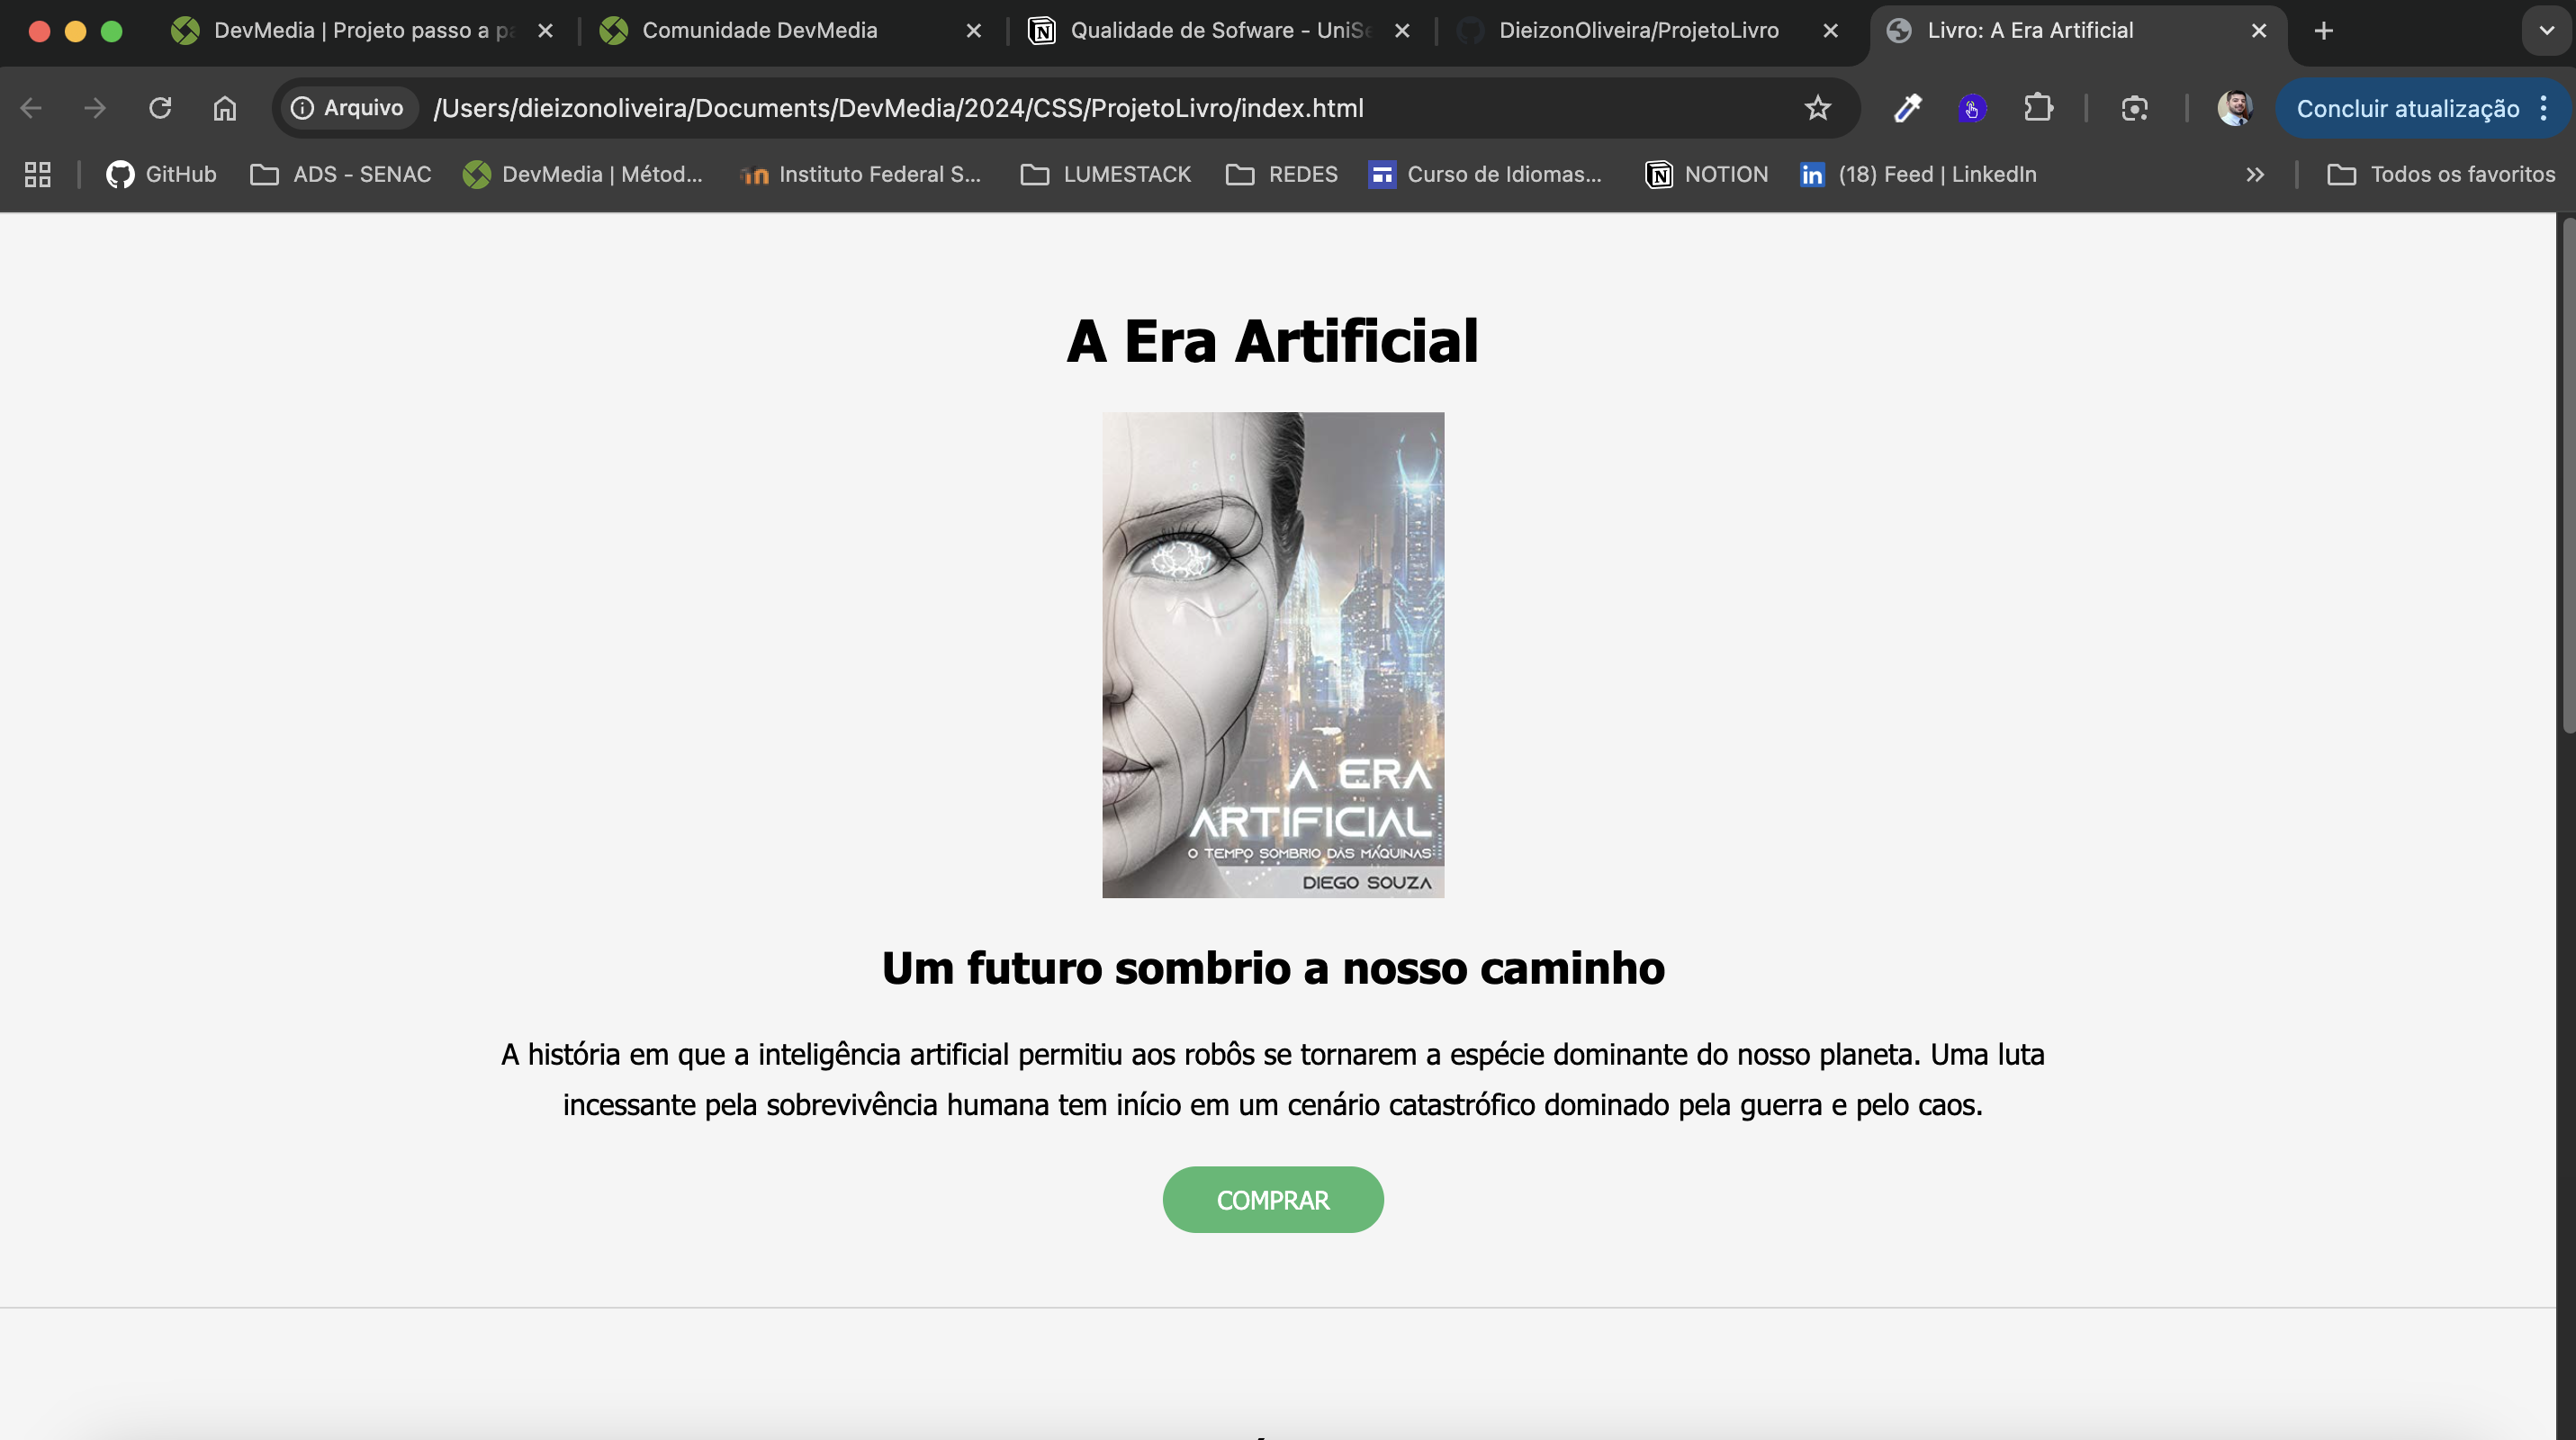 DevMedia | Projeto passo a pa
Comunidade DevMedia
Qualidade de Sofware - UniSe
DieizonOliveira/ProjetoLivro
Livro: A Era Artificial
Arquivo
/Users/dieizonoliveira/Documents/DevMedia/2024/CSS/ProjetoLivro/index.html
Concluir atualização
GitHub
ADS - SENAC
DevMedia | Métod...
Instituto Federal S...
LUMESTACK
REDES
Curso de Idiomas...
NOTION
(18) Feed | LinkedIn
Todos os favoritos
A Era Artificial
A ERA
ARTIFICIAL
O TEMPO SOMBRIO DAS MÁQUINAS
DIEGO SOUZA
Um futuro sombrio a nosso caminho
A história em que a inteligência artificial permitiu aos robôs se tornarem a espécie dominante do nosso planeta. Uma luta
incessante pela sobrevivência humana tem início em um cenário catastrófico dominado pela guerra e pelo caos.
COMPRAR